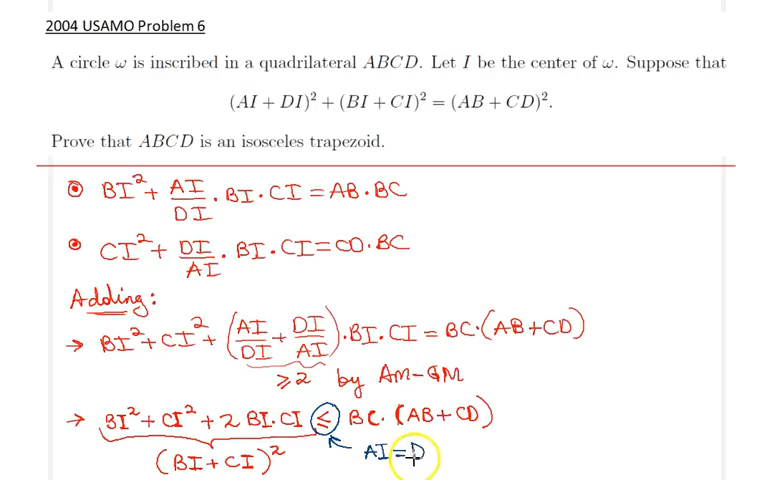 2004 USAMO Problem 6
A circle ω is inscribed in a quadrilateral ABCD. Let I be the center of ω. Suppose that
(AI + DI)² + (BI + CI)² = (AB + CD)².
Prove that ABCD is an isosceles trapezoid.
BI² + AI/DI · BI · CI = AB · BC
CI² + DI/AI · BI · CI = CD · BC
Adding:
→ BI² + CI² + (AI/DI + DI/AI) · BI · CI = BC · (AB + CD)
≥ 2 by AM-GM
→ BI² + CI² + 2 BI · CI ≤ BC · (AB + CD)
(BI + CI)² AI = D